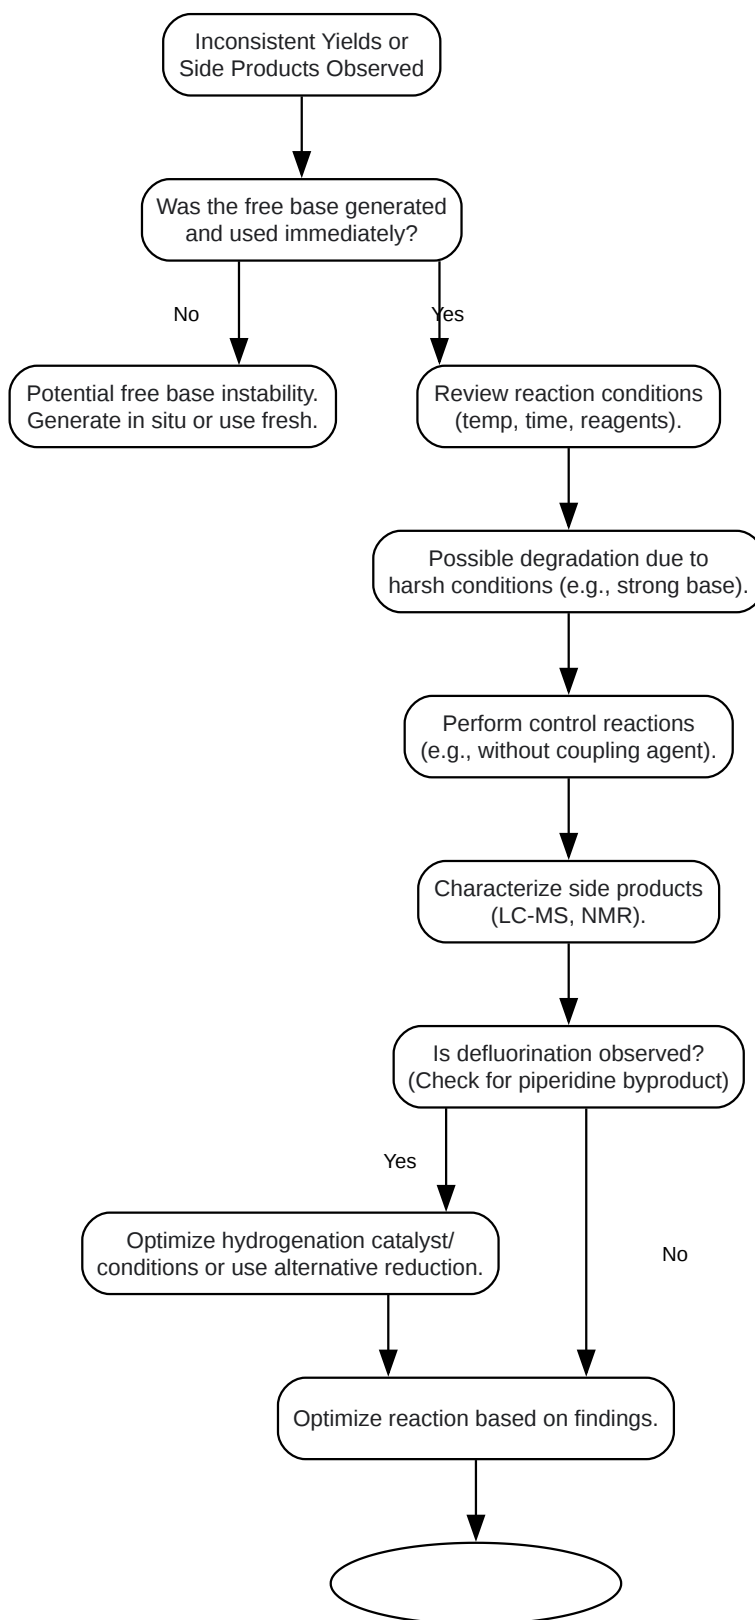 Inconsistent Yields or
Side Products Observed
Was the free base generated
and used immediately?
No
Yes
Potential free base instability.
Generate in situ or use fresh.
Review reaction conditions
(temp, time, reagents).
Possible degradation due to
harsh conditions (e.g., strong base).
Perform control reactions
(e.g., without coupling agent).
Characterize side products
(LC-MS, NMR).
Is defluorination observed?
(Check for piperidine byproduct)
Yes
Optimize hydrogenation catalyst/
conditions or use alternative reduction.
No
Optimize reaction based on findings.